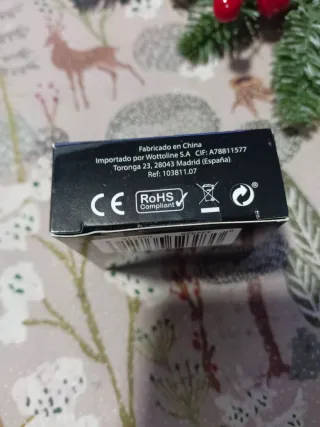 Fabricado en China
Importado por Wottoline S.A CIF: A78811577
Toronga 23, 28043 Madrid (España)
Ref: 103811.07
CE
RoHS
Compliant